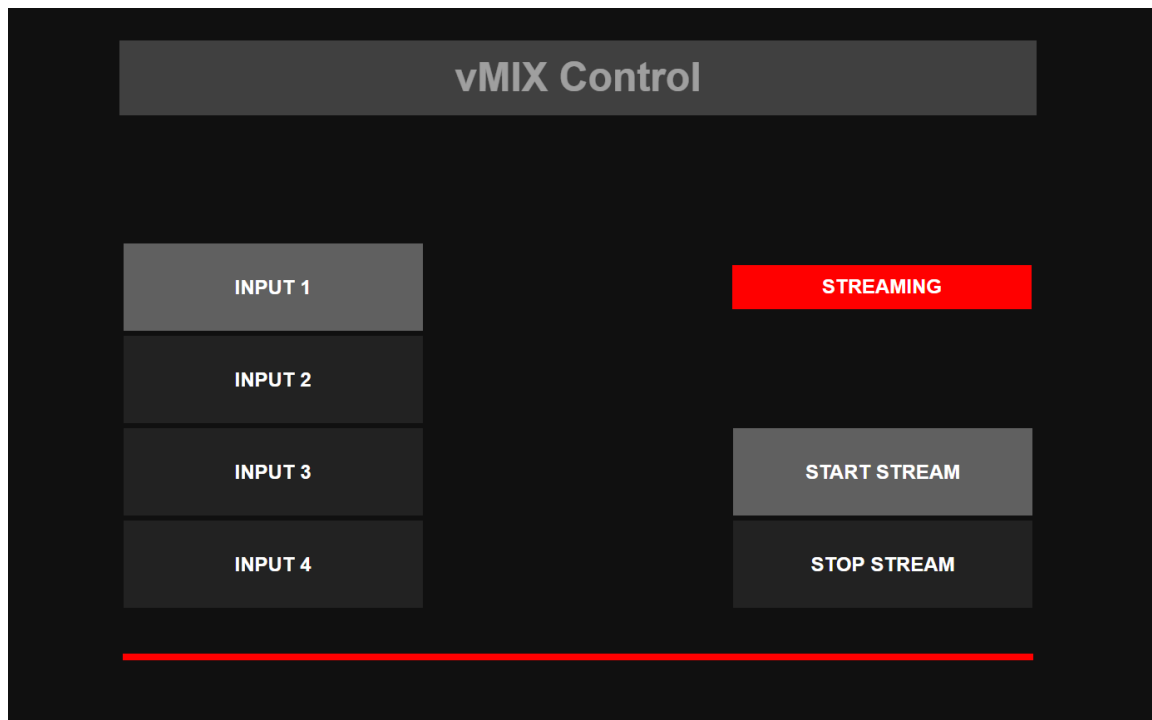 vMIX Control
INPUT 1
INPUT 2
INPUT 3
INPUT 4
STREAMING
START STREAM
STOP STREAM